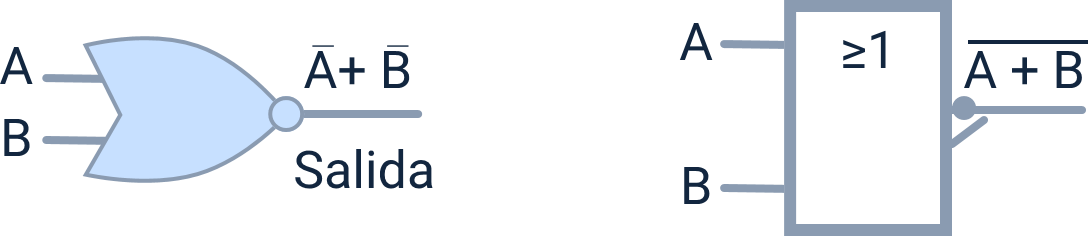 A
B
A̅ + B̅
Salida
A
B
≥1
A̅ ̅+̅ ̅B̅